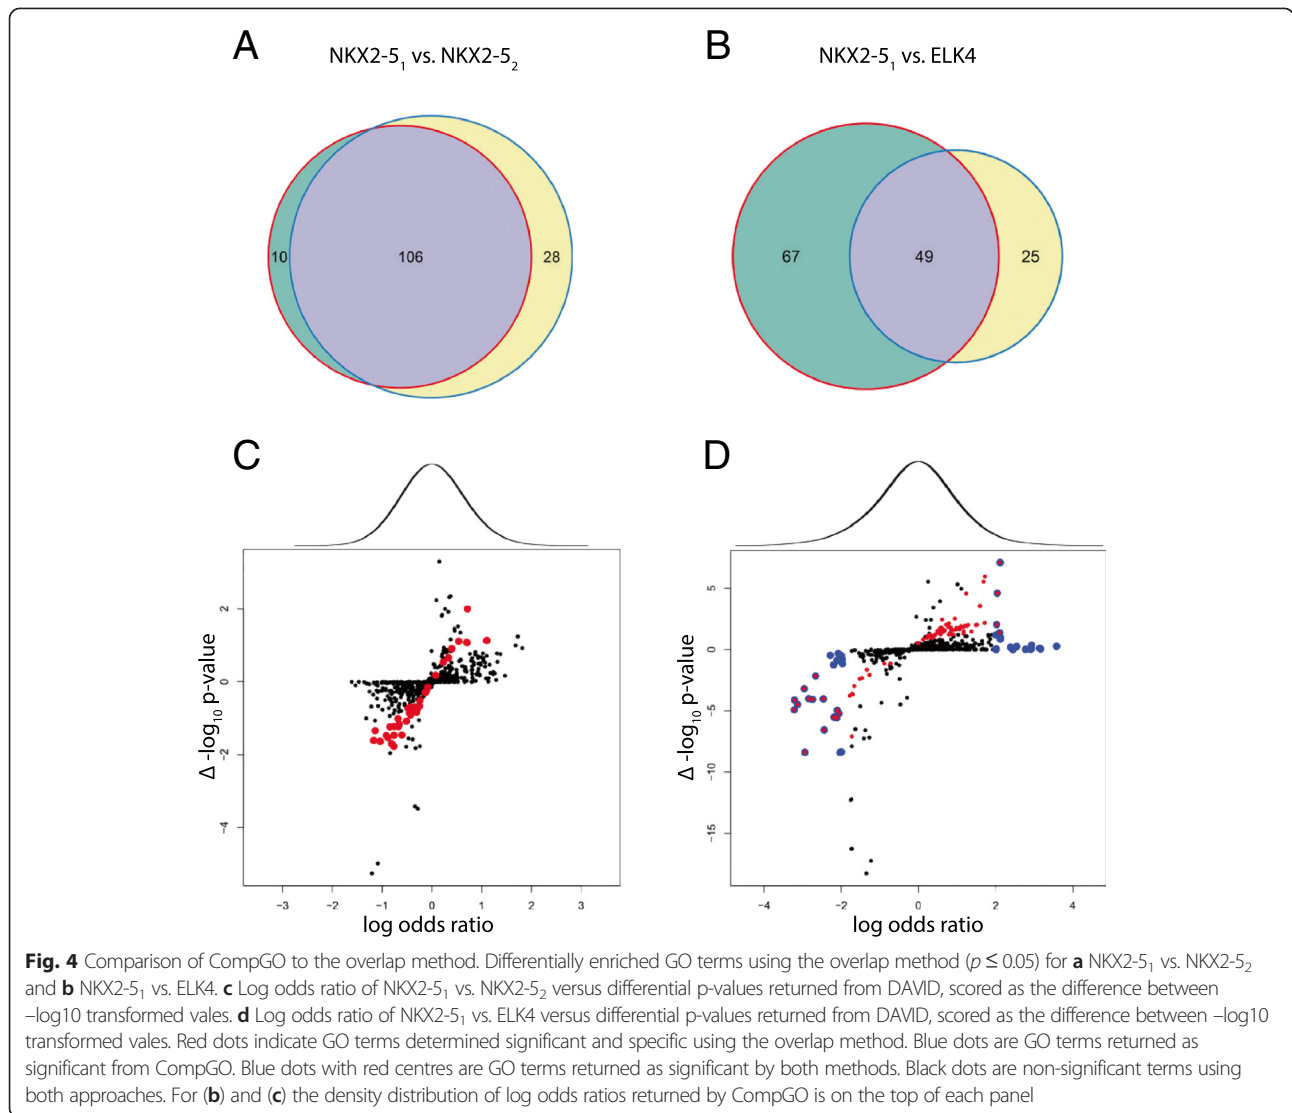 A
NKX2-5₁ vs. NKX2-5₂
B
NKX2-5₁ vs. ELK4
10
106
28
67
49
25
C
D
2
0
−2
−4
Δ -log₁₀ p-value
−3 −2 −1 0 1 2 3
log odds ratio
5
0
−5
−10
−15
Δ -log₁₀ p-value
−4 −2 0 2 4
log odds ratio
Fig. 4 Comparison of CompGO to the overlap method. Differentially enriched GO terms using the overlap method (p ≤ 0.05) for a NKX2-5₁ vs. NKX2-5₂
and b NKX2-5₁ vs. ELK4. c Log odds ratio of NKX2-5₁ vs. NKX2-5₂ versus differential p-values returned from DAVID, scored as the difference between
–log10 transformed vales. d Log odds ratio of NKX2-5₁ vs. ELK4 versus differential p-values returned from DAVID, scored as the difference between –log10
transformed vales. Red dots indicate GO terms determined significant and specific using the overlap method. Blue dots are GO terms returned as
significant from CompGO. Blue dots with red centres are GO terms returned as significant by both methods. Black dots are non-significant terms using
both approaches. For (b) and (c) the density distribution of log odds ratios returned by CompGO is on the top of each panel